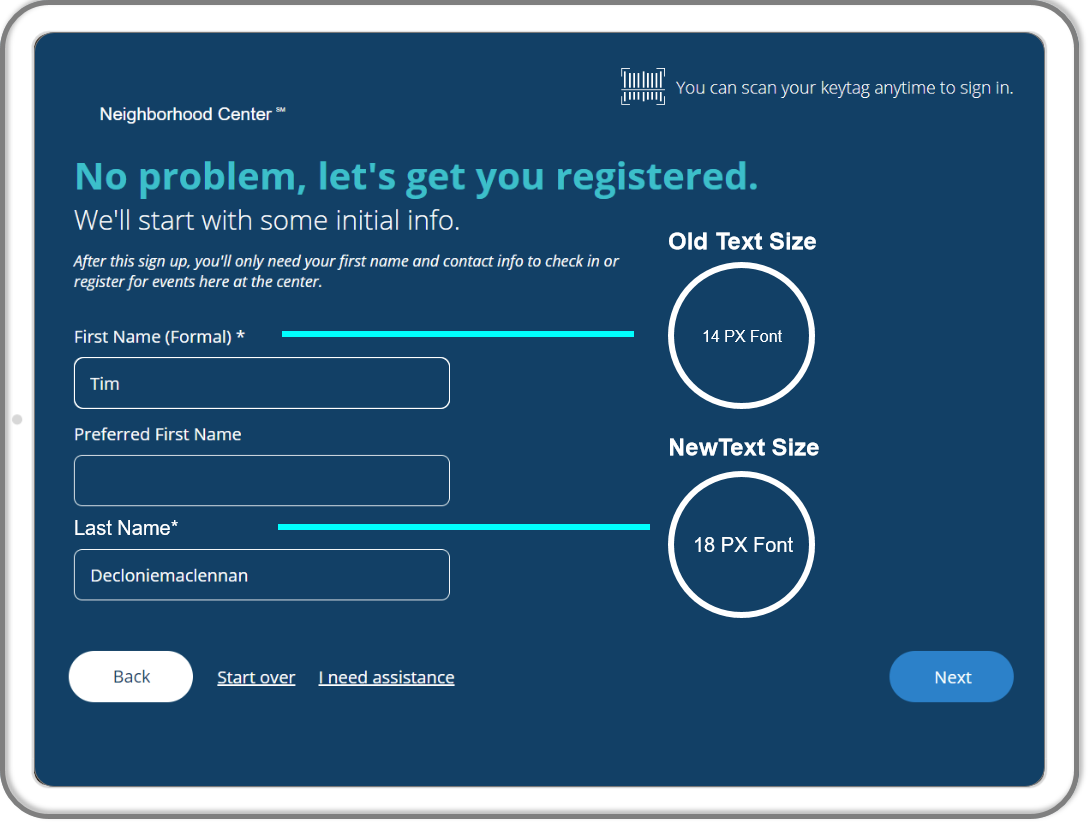 You can scan your keytag anytime to sign in.
Neighborhood Center ℠
No problem, let's get you registered.
We'll start with some initial info.
After this sign up, you'll only need your first name and contact info to check in or
register for events here at the center.
Old Text Size
First Name (Formal) *
14 PX Font
Tim
Preferred First Name
NewText Size
Last Name*
18 PX Font
Decloniemaclennan
Back
Start over
I need assistance
Next